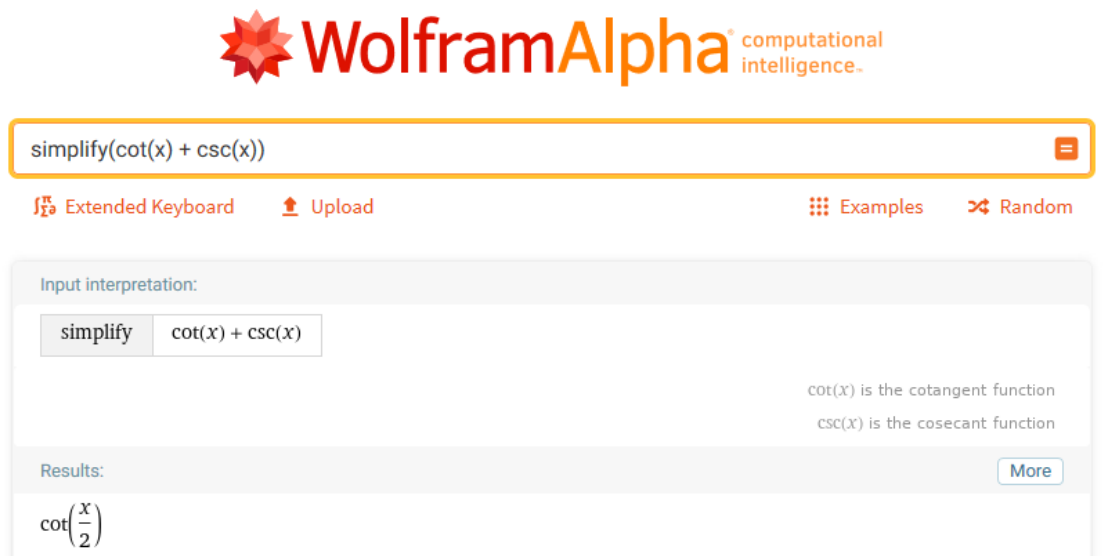 WolframAlpha computational intelligence™
simplify(cot(x) + csc(x))
Extended Keyboard Upload Examples Random
Input interpretation:
simplify cot(x) + csc(x)
cot(x) is the cotangent function
csc(x) is the cosecant function
Results: More
cot(x/2)